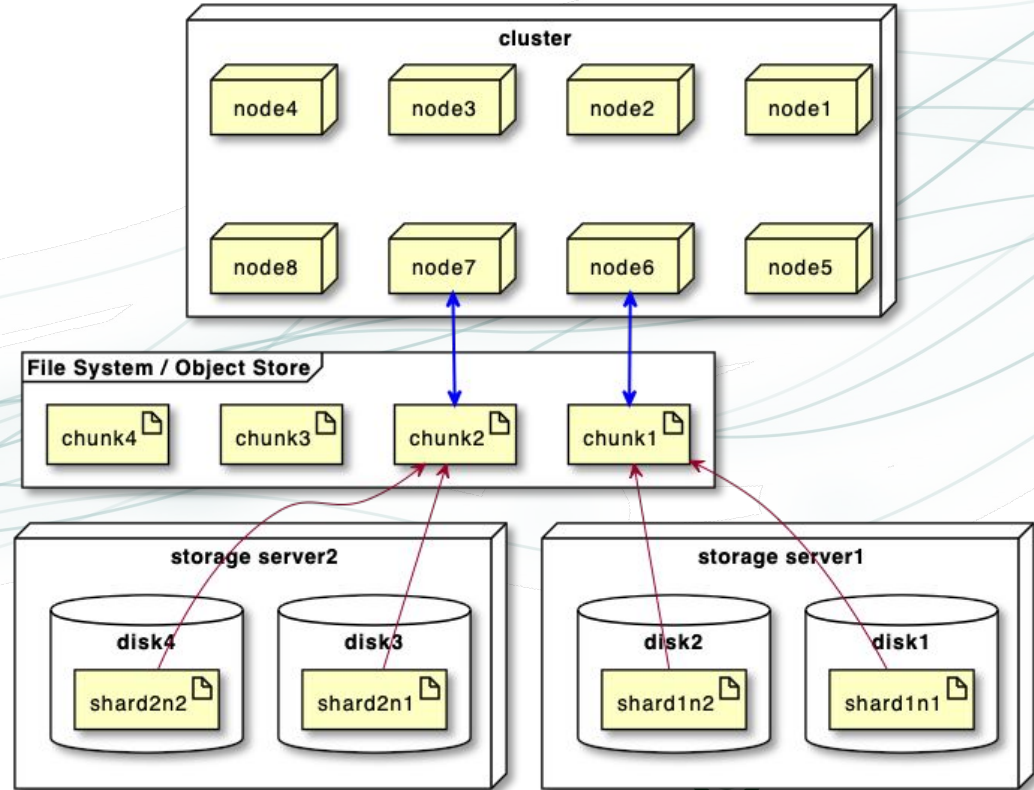 cluster
node4
node3
node2
node1
node8
node7
node6
node5
File System / Object Store
chunk4
chunk3
chunk2
chunk1
storage server2
storage server1
disk4
disk3
disk2
disk1
shard2n2
shard2n1
shard1n2
shard1n1